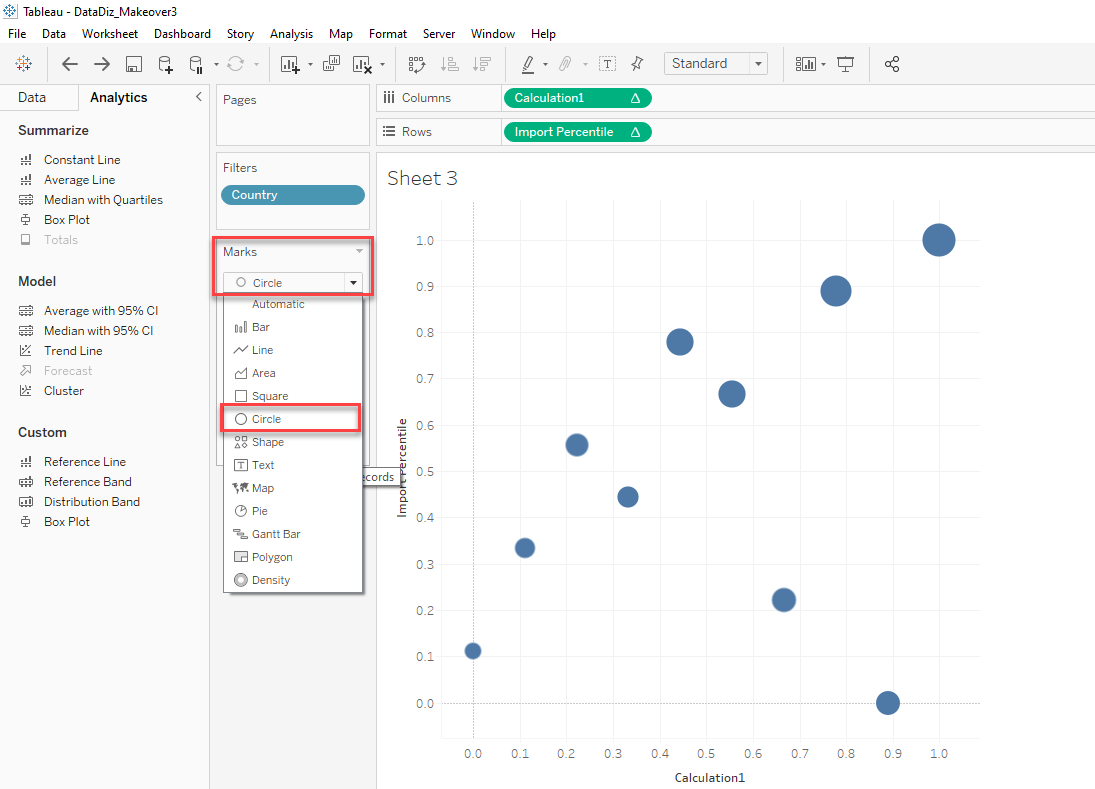 Tableau - DataDiz_Makeover3
File Data Worksheet Dashboard Story Analysis Map Format Server Window Help
Standard
Data Analytics
Summarize
Constant Line
Average Line
Median with Quartiles
Box Plot
Totals
Model
Average with 95% CI
Median with 95% CI
Trend Line
Forecast
Cluster
Custom
Reference Line
Reference Band
Distribution Band
Box Plot
Pages
Filters
Country
Marks
Circle
Automatic
Bar
Line
Area
Square
Circle
Shape
Text
Map
Pie
Gantt Bar
Polygon
Density
ecords
Columns
Calculation1
Rows
Import Percentile
Sheet 3
Import Percentile
1.0
0.9
0.8
0.7
0.6
0.5
0.4
0.3
0.2
0.1
0.0
0.0 0.1 0.2 0.3 0.4 0.5 0.6 0.7 0.8 0.9 1.0
Calculation1